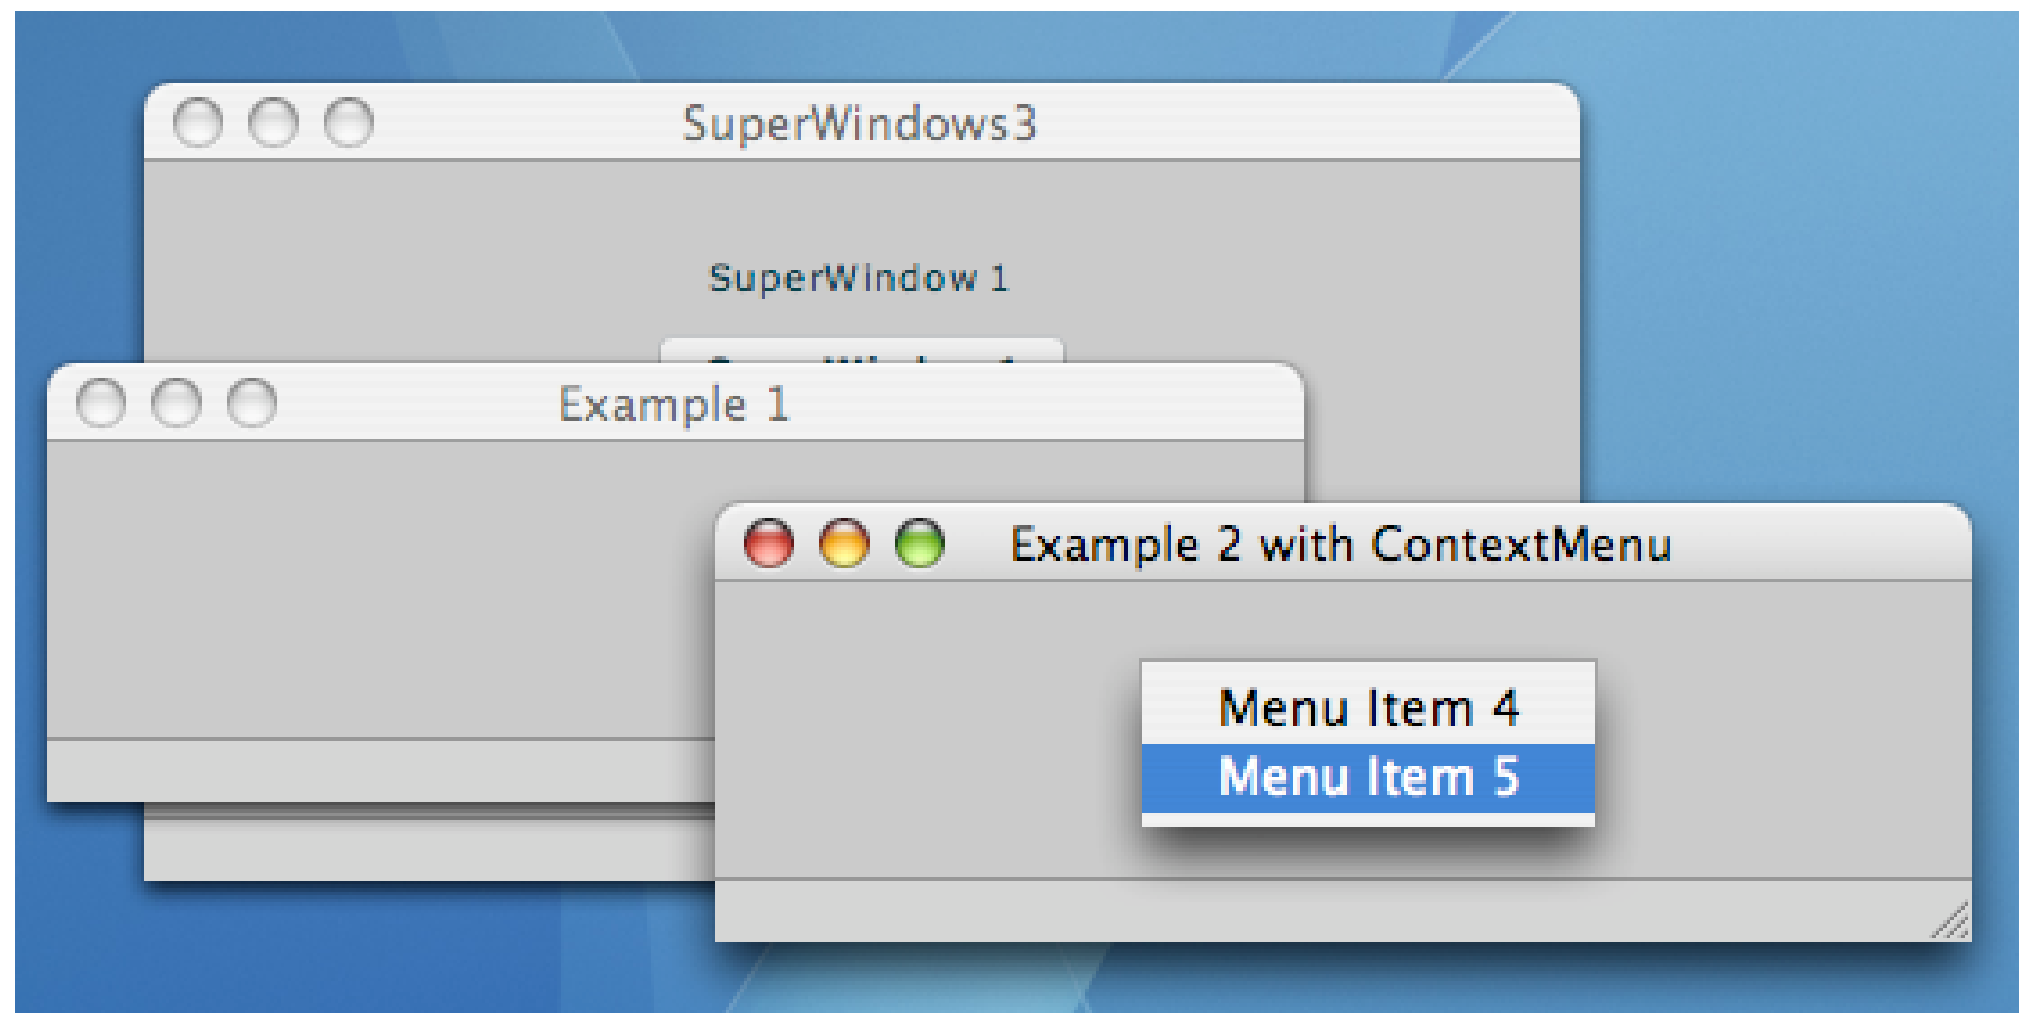 SuperWindows3
SuperWindow 1
Example 1
Example 2 with ContextMenu
Menu Item 4
Menu Item 5